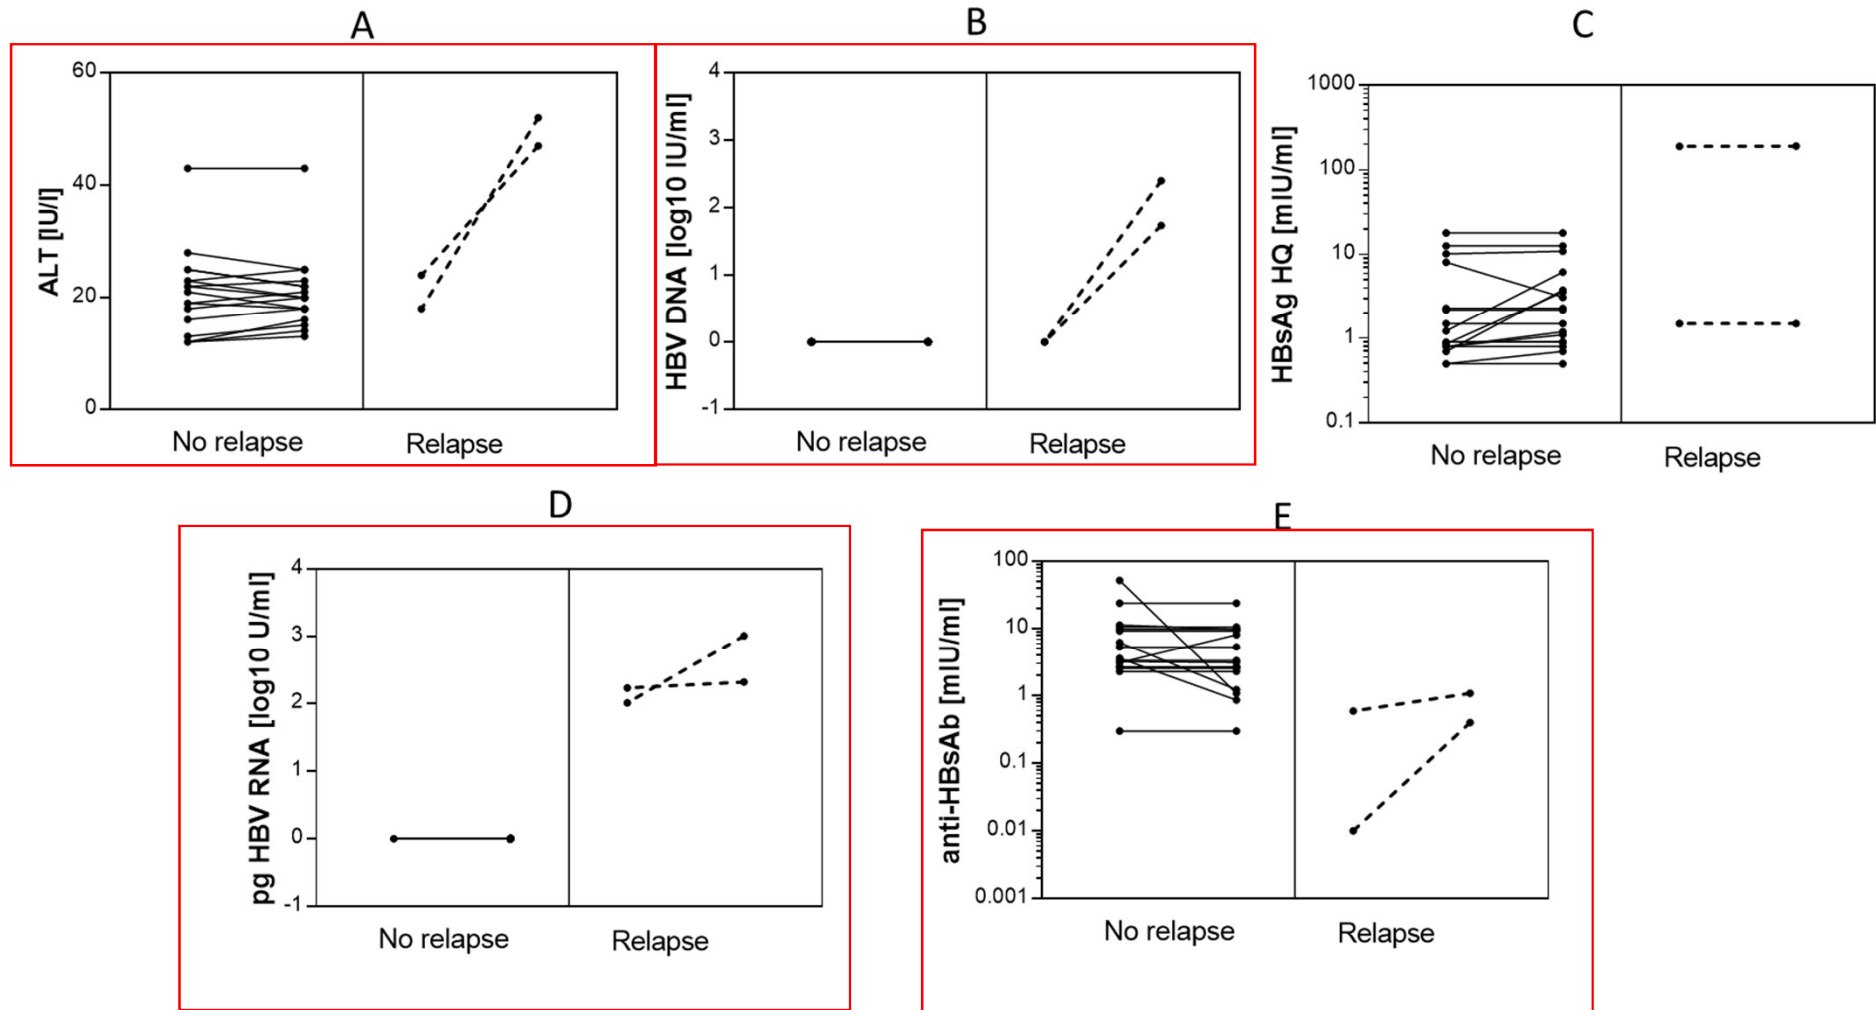 A
60
40
20
0
ALT [IU/l]
No relapse
Relapse
B
4
3
2
1
0
-1
HBV DNA [log10 IU/ml]
No relapse
Relapse
C
1000
100
10
1
0.1
HBsAg HQ [mIU/ml]
No relapse
Relapse
D
4
3
2
1
0
-1
pg HBV RNA [log10 U/ml]
No relapse
Relapse
E
100
10
1
0.1
0.01
0.001
anti-HBsAb [mIU/ml]
No relapse
Relapse